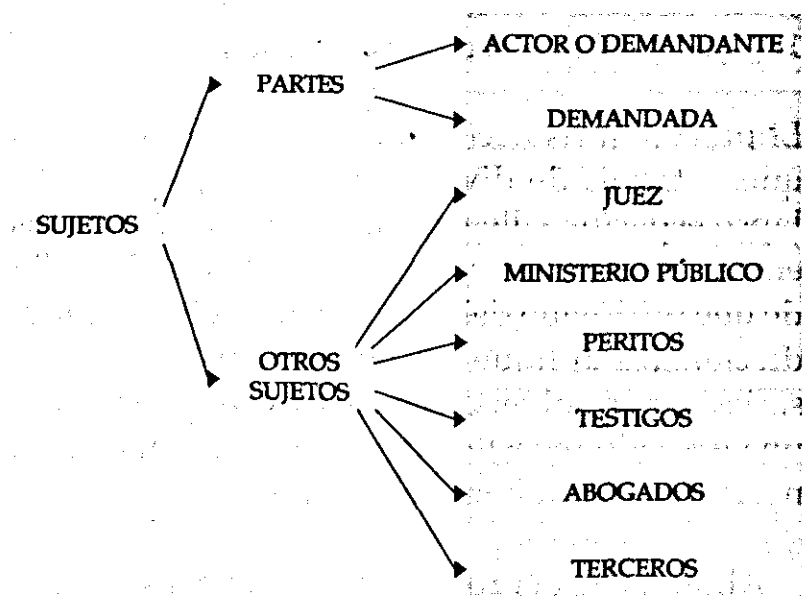 SUJETOS
PARTES
ACTOR O DEMANDANTE
DEMANDADA
OTROS
SUJETOS
JUEZ
MINISTERIO PÚBLICO
PERITOS
TESTIGOS
ABOGADOS
TERCEROS